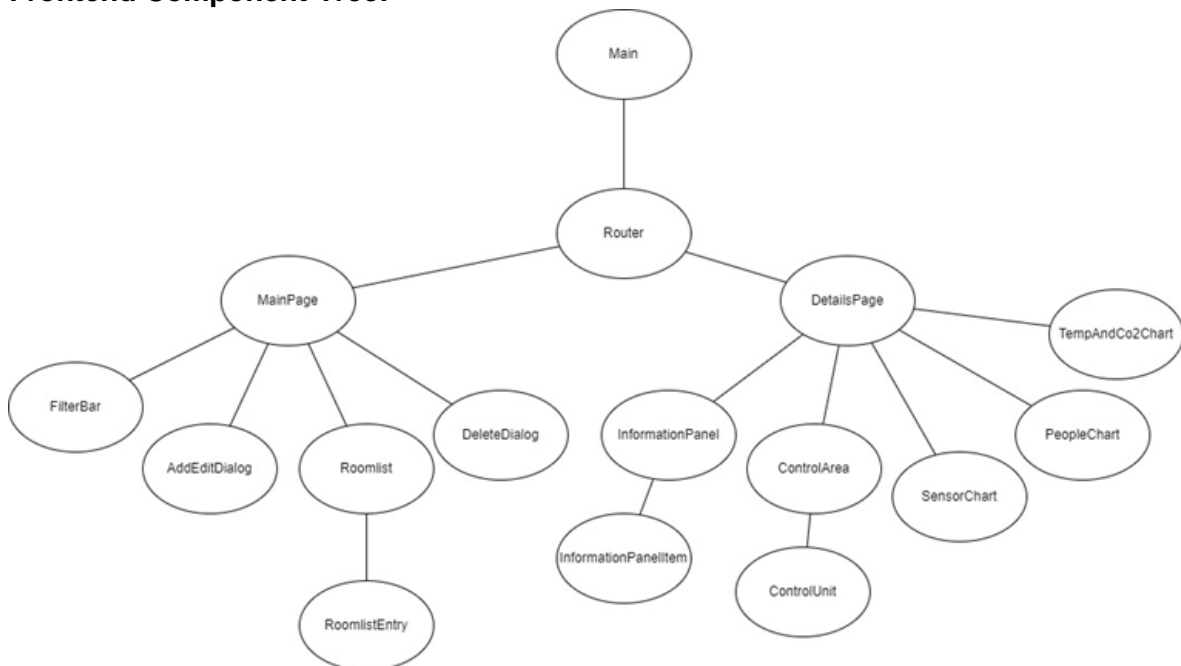 Frontend Component Tree:
Main
Router
MainPage
DetailsPage
TempAndCo2Chart
FilterBar
AddEditDialog
Roomlist
DeleteDialog
InformationPanel
ControlArea
SensorChart
PeopleChart
InformationPanelItem
ControlUnit
RoomlistEntry